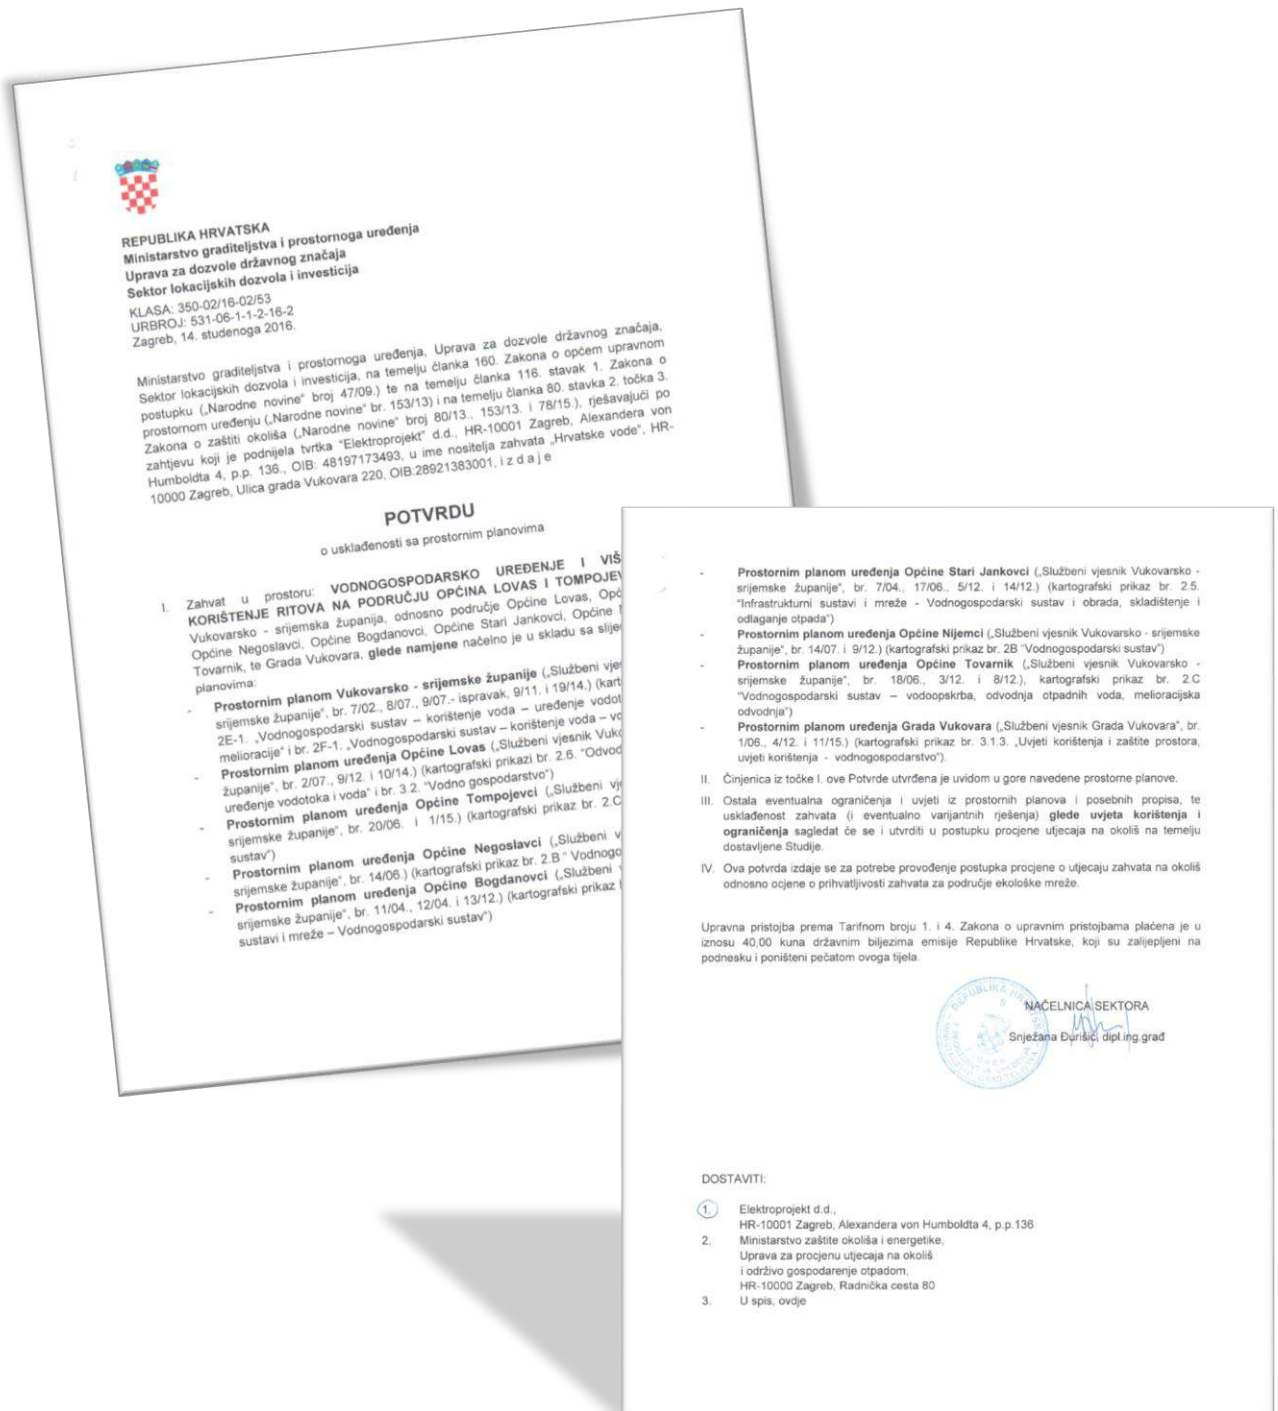 REPUBLIKA HRVATSKA
Ministarstvo graditeljstva i prostornoga uređenja
Uprava za dozvole državnog značaja
Sektor lokacijskih dozvola i investicija
KLASA: 350-02/16-02/53
URBROJ: 531-06-1-1-2-16-2
Zagreb, 14. studenoga 2016.
Ministarstvo graditeljstva i prostornoga uređenja, Uprava za dozvole državnog značaja,
Sektor lokacijskih dozvola i investicija, na temelju članka 160. Zakona o općem upravnom
postupku („Narodne novine“ broj 47/09.) te na temelju članka 116. stavak 1. Zakona o
prostornom uređenju („Narodne novine“ br. 153/13) i na temelju članka 80. stavka 2. točka 3.
Zakona o zaštiti okoliša („Narodne novine“ broj 80/13., 153/13. i 78/15.), rješavajući po
zahtjevu koji je podnijela tvrtka "Elektroprojekt" d.d., HR-10001 Zagreb, Alexandera von
Humboldta 4, p.p. 136., OIB: 48197173493, u ime nositelja zahvata „Hrvatske vode", HR-
10000 Zagreb, Ulica grada Vukovara 220, OIB:28921383001, i z d a j e
POTVRDU
o usklađenosti sa prostornim planovima
I. Zahvat u prostoru: VODNOGOSPODARSKO UREĐENJE I VIŠ
KORIŠTENJE RITOVA NA PODRUČJU OPĆINA LOVAS I TOMPOJEV
Vukovarsko - srijemska županija, odnosno područje Općine Lovas, Opć
Općine Negoslavci, Općine Bogdanovci, Općine Stari Jankovci, Općine
Tovarnik, te Grada Vukovara, glede namjene načelno je u skladu sa slijed
planovima:
- Prostornim planom Vukovarsko - srijemske županije („Službeni vje
srijemske županije“, br. 7/02., 8/07., 9/07.- ispravak, 9/11. i 19/14.) (kart
2E-1. „Vodnogospodarski sustav – korištenje voda – uređenje vodot
melioracije“ i br. 2F-1. „Vodnogospodarski sustav – korištenje voda – vo
- Prostornim planom uređenja Općine Lovas („Službeni vjesnik Vuko
županije“, br. 2/07., 9/12. i 10/14.) (kartografski prikazi br. 2.6. "Odvod
uređenje vodotoka i voda" i br. 3.2. "Vodno gospodarstvo")
- Prostornim planom uređenja Općine Tompojevci („Službeni vj
srijemske županije“, br. 20/06. i 1/15.) (kartografski prikaz br. 2.C
sustav")
- Prostornim planom uređenja Općine Negoslavci („Službeni v
srijemske županije“, br. 14/06.) (kartografski prikaz br. 2.B " Vodnogo
- Prostornim planom uređenja Općine Bogdanovci („Službeni
srijemske županije“, br. 11/04., 12/04. i 13/12.) (kartografski prikaz
sustavi i mreže – Vodnogospodarski sustav")
- Prostornim planom uređenja Općine Stari Jankovci („Službeni vjesnik Vukovarsko -
srijemske županije“, br. 7/04., 17/06., 5/12. i 14/12.) (kartografski prikaz br. 2.5.
"Infrastrukturni sustavi i mreže - Vodnogospodarski sustav i obrada, skladištenje i
odlaganje otpada")
- Prostornim planom uređenja Općine Nijemci („Službeni vjesnik Vukovarsko - srijemske
županije“, br. 14/07. i 9/12.) (kartografski prikaz br. 2B "Vodnogospodarski sustav")
- Prostornim planom uređenja Općine Tovarnik („Službeni vjesnik Vukovarsko -
srijemske županije“, br. 18/06., 3/12. i 8/12.), kartografski prikaz br. 2.C
"Vodnogospodarski sustav – vodoopskrba, odvodnja otpadnih voda, melioracijska
odvodnja")
- Prostornim planom uređenja Grada Vukovara („Službeni vjesnik Grada Vukovara“, br.
1/06., 4/12. i 11/15.) (kartografski prikaz br. 3.1.3. „Uvjeti korištenja i zaštite prostora,
uvjeti korištenja - vodnogospodarstvo“).
II. Činjenica iz točke I. ove Potvrde utvrđena je uvidom u gore navedene prostorne planove.
III. Ostala eventualna ograničenja i uvjeti iz prostornih planova i posebnih propisa, te
usklađenost zahvata (i eventualno varijantnih rješenja) glede uvjeta korištenja i
ograničenja sagledat će se i utvrditi u postupku procjene utjecaja na okoliš na temelju
dostavljene Studije.
IV. Ova potvrda izdaje se za potrebe provođenje postupka procjene o utjecaju zahvata na okoliš
odnosno ocjene o prihvatljivosti zahvata za područje ekološke mreže.
Upravna pristojba prema Tarifnom broju 1. i 4. Zakona o upravnim pristojbama plaćena je u
iznosu 40,00 kuna državnim biljezima emisije Republike Hrvatske, koji su zalijepljeni na
podnesku i poništeni pečatom ovoga tijela.
NAČELNICA SEKTORA
Snježana Đurišić, dipl.ing.građ
DOSTAVITI:
1. Elektroprojekt d.d.,
HR-10001 Zagreb, Alexandera von Humboldta 4, p.p.136
2. Ministarstvo zaštite okoliša i energetike,
Uprava za procjenu utjecaja na okoliš
i održivo gospodarenje otpadom,
HR-10000 Zagreb, Radnička cesta 80
3. U spis, ovdje